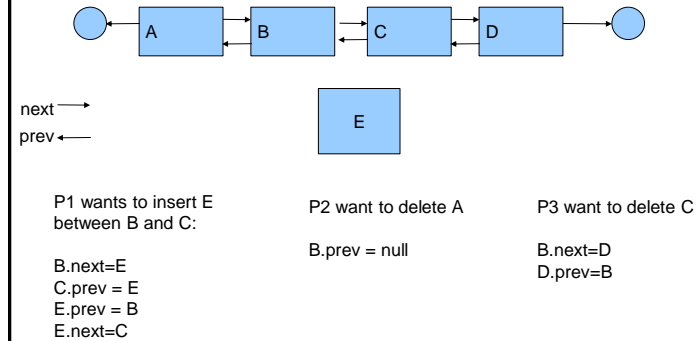 A
B
C
D
next
prev
E
P1 wants to insert E
between B and C:
B.next=E
C.prev = E
E.prev = B
E.next=C
P2 want to delete A
B.prev = null
P3 want to delete C
B.next=D
D.prev=B